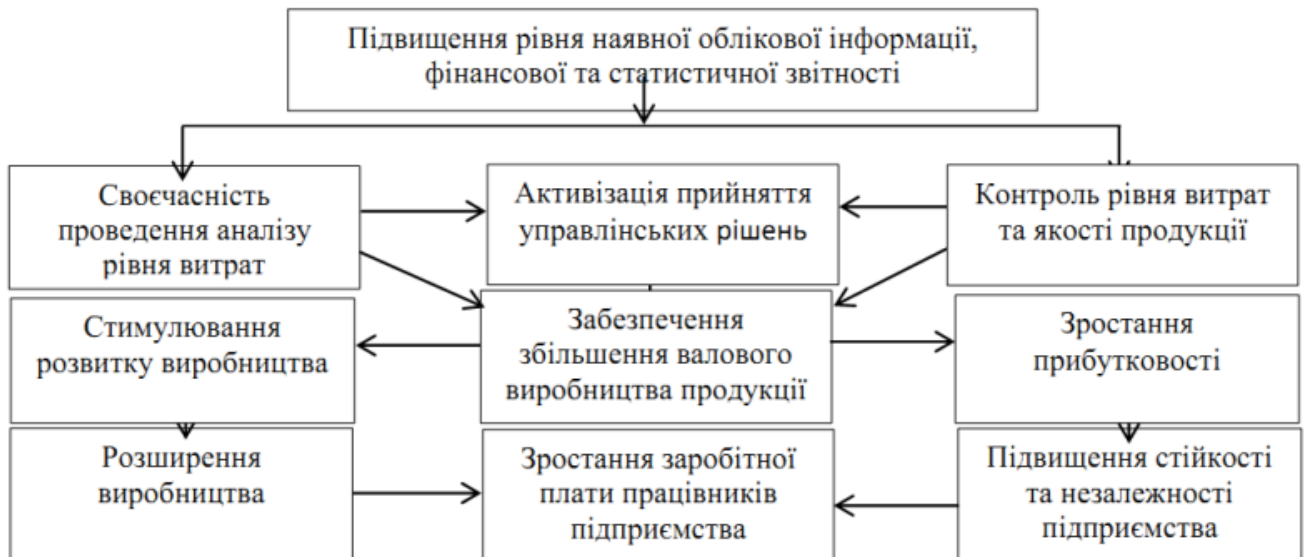 Підвищення рівня наявної облікової інформації,
фінансової та статистичної звітності
Своєчасність
проведення аналізу
рівня витрат
Активізація прийняття
управлінських рішень
Контроль рівня витрат
та якості продукції
Стимулювання
розвитку виробництва
Забезпечення
збільшення валового
виробництва продукції
Зростання
прибутковості
Розширення
виробництва
Зростання заробітної
плати працівників
підприємства
Підвищення стійкості
та незалежності
підприємства